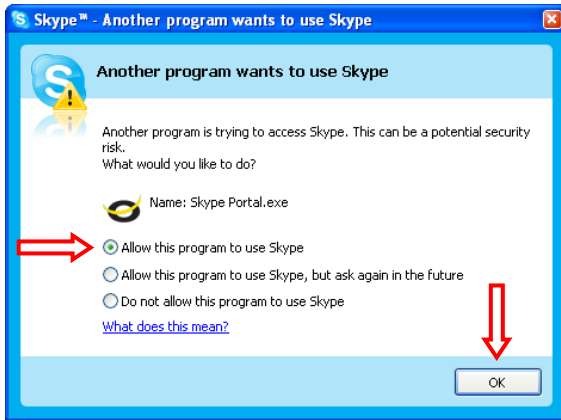 Skype™ - Another program wants to use Skype
Another program wants to use Skype
Another program is trying to access Skype. This can be a potential security
risk.
What would you like to do?
Name: Skype Portal.exe
Allow this program to use Skype
Allow this program to use Skype, but ask again in the future
Do not allow this program to use Skype
What does this mean?
OK